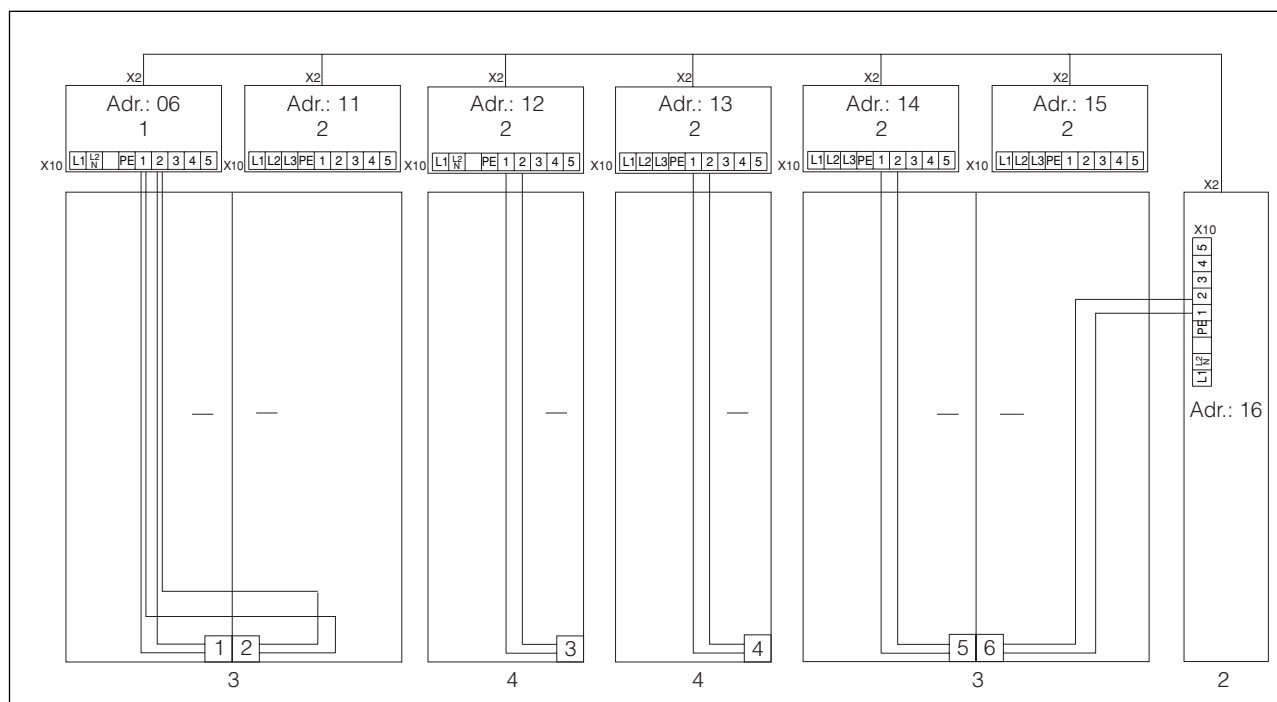 X2 X2 X2 X2 X2 X2
Adr.: 06 Adr.: 11 Adr.: 12 Adr.: 13 Adr.: 14 Adr.: 15
1 2 2 2 2 2
X10 L1 L2 N PE 1 2 3 4 5
X10 L1 L2 L3 PE 1 2 3 4 5
X10 L1 L2 N PE 1 2 3 4 5
X10 L1 L2 L3 PE 1 2 3 4 5
X10 L1 L2 L3 PE 1 2 3 4 5
X10 L1 L2 L3 PE 1 2 3 4 5
X2
X10
L1 L2 N PE 1 2 3 4 5
Adr.: 16
1 2 3 4 5 6
3 4 4 3 2